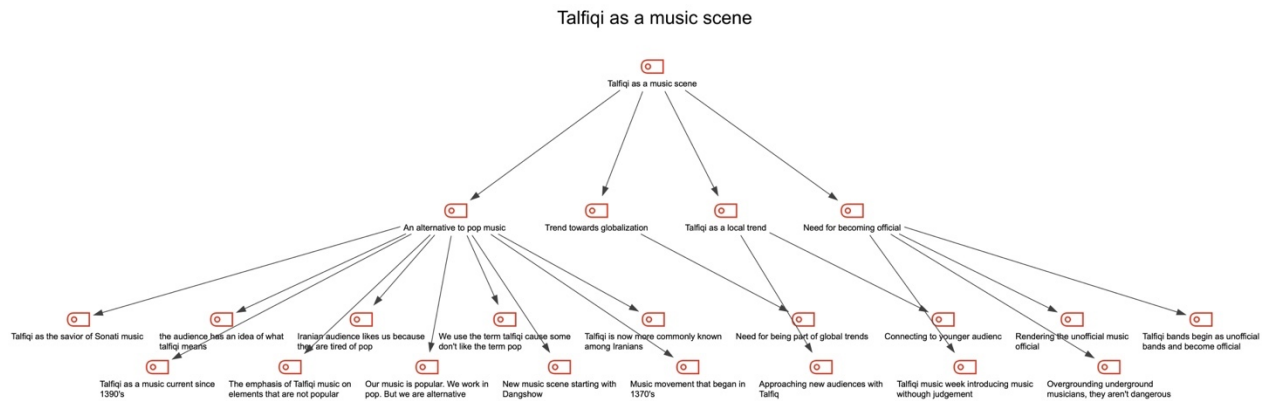 Talfiqi as a music scene
Talfiqi as a music scene
An alternative to pop music
Trend towards globalization
Talfiqi as a local trend
Need for becoming official
Talfiqi as the savior of Sonati music
the audience has an idea of what
talfiqi means
Iranian audience likes us because
they are tired of pop
We use the term talfiqi cause some
don't like the term pop
Talfiqi is now more commonly known
among Iranians
Need for being part of global trends
Connecting to younger audienc
Rendering the unofficial music
official
Talfiqi bands begin as unofficial
bands and become official
Talfiqi as a music current since
1390's
The emphasis of Talfiqi music on
elements that are not popular
Our music is popular. We work in
pop. But we are alternative
New music scene starting with
Dangshow
Music movement that began in
1370's
Approaching new audiences with
Talfiq
Talfiqi music week introducing music
withough judgement
Overgrounding underground
musicians, they aren't dangerous